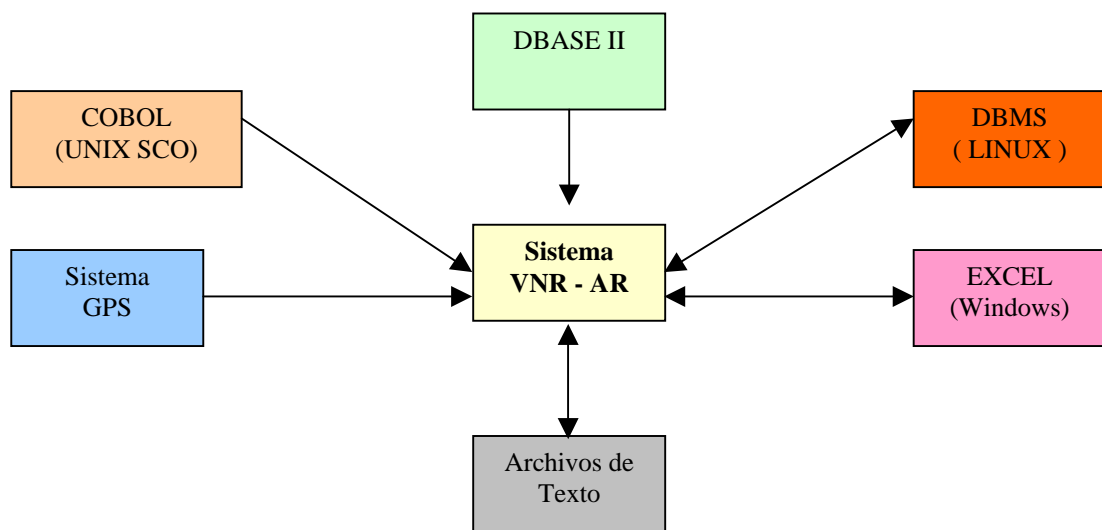 DBASE II
COBOL
(UNIX SCO)
DBMS
( LINUX )
Sistema
VNR - AR
Sistema
GPS
EXCEL
(Windows)
Archivos de
Texto